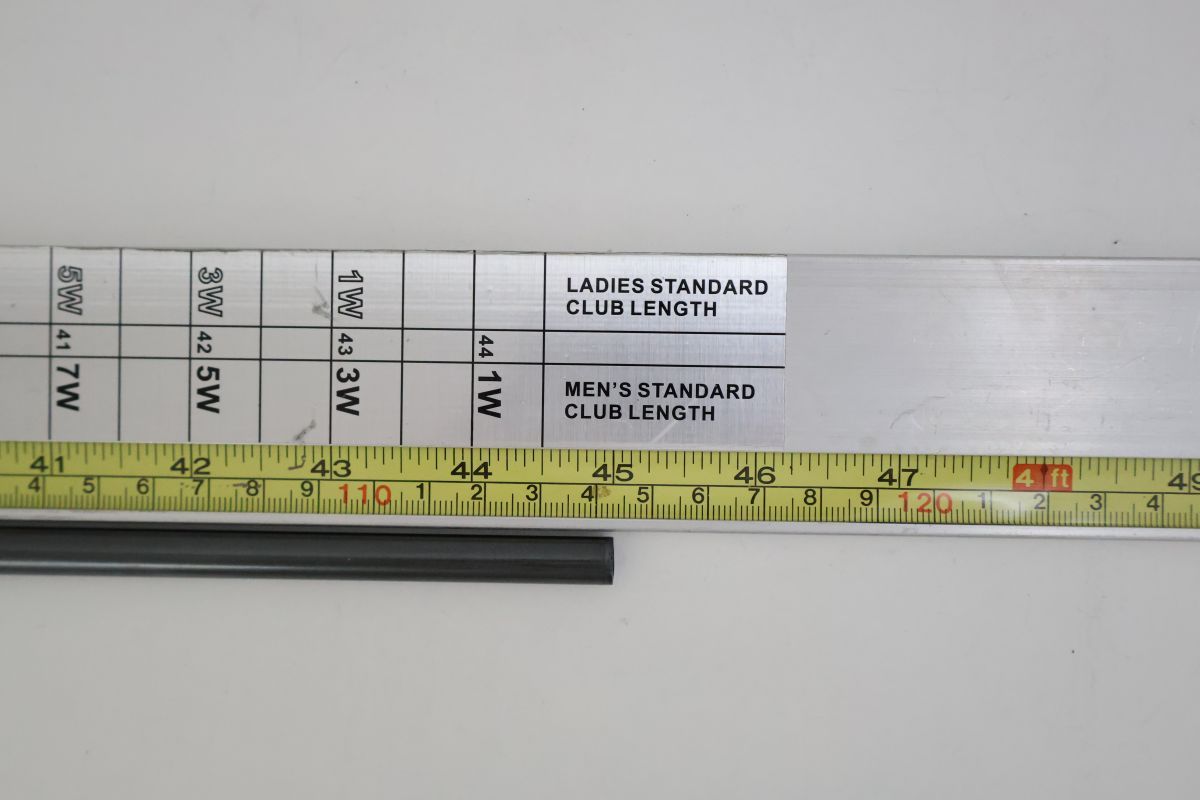 5W 3W 1W
LADIES STANDARD
CLUB LENGTH
41 42 43 44
7W 5W 3W 1W
MEN'S STANDARD
CLUB LENGTH
41 42 43 44 45 46 47 4 ft 49
4 5 6 7 8 9 110 1 2 3 4 5 6 7 8 9 120 1 2 3 4